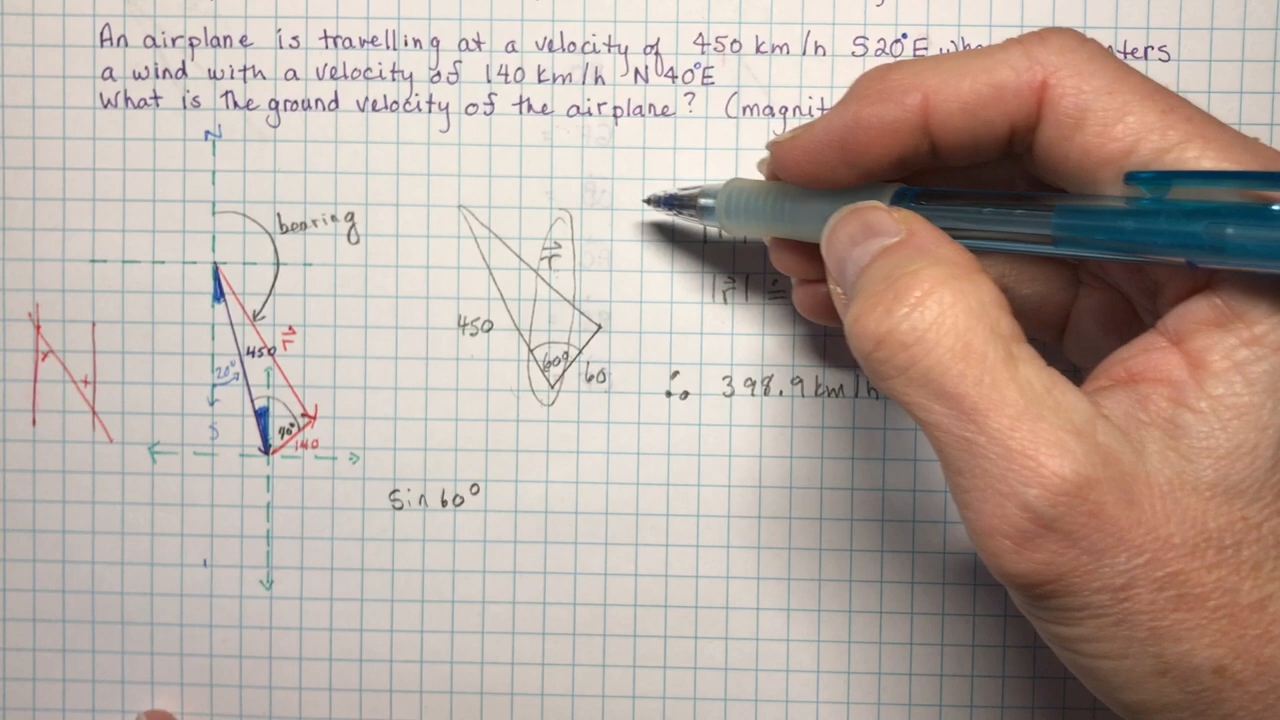 An airplane is travelling at a velocity of 450 km/h S20°E
a wind with a velocity of 140 km/h N40°E
What is the ground velocity of the airplane? (magnit
N
bearing
r
450
450
r
20°
60°
60
|r| ≐
∴ 398.9 km/h
S
40°
140
sin 60°